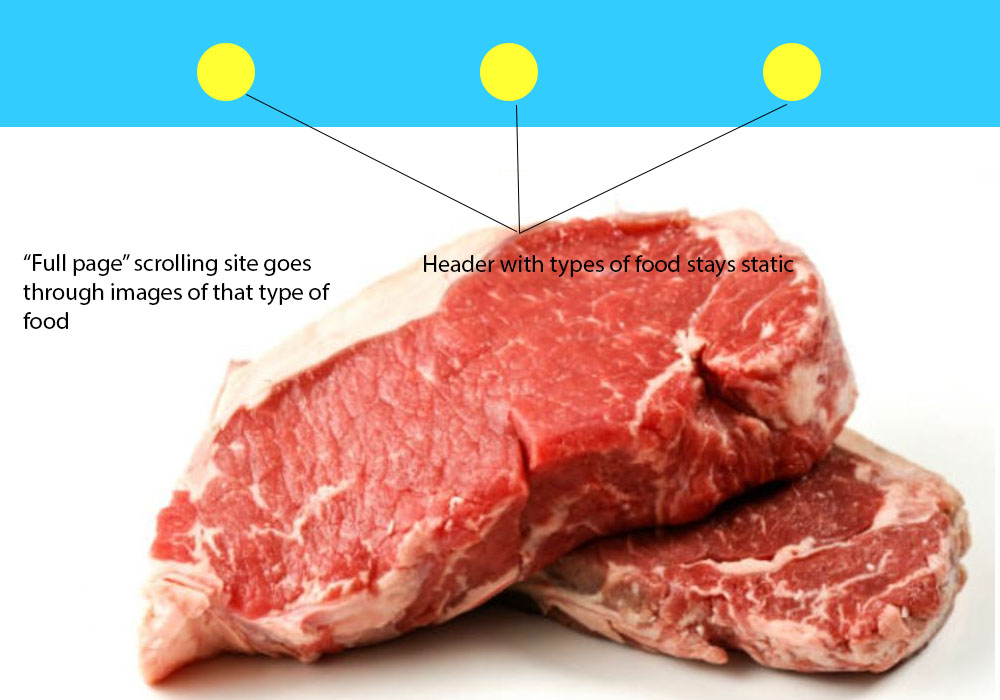 “Full page” scrolling site goes
through images of that type of
food
Header with types of food stays static